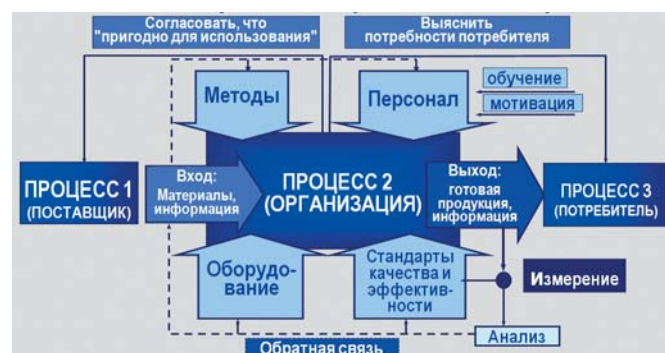 Согласовать, что
"пригодно для использования"
Выяснить
потребности потребителя
Методы
Персонал
обучение
мотивация
ПРОЦЕСС 1
(ПОСТАВЩИК)
Вход:
Материалы,
информация
ПРОЦЕСС 2
(ОРГАНИЗАЦИЯ)
Выход:
готовая
продукция,
информация
ПРОЦЕСС 3
(ПОТРЕБИТЕЛЬ)
Оборудо-
вание
Стандарты
качества и
эффектив-
ности
Измерение
Анализ
Обратная связь